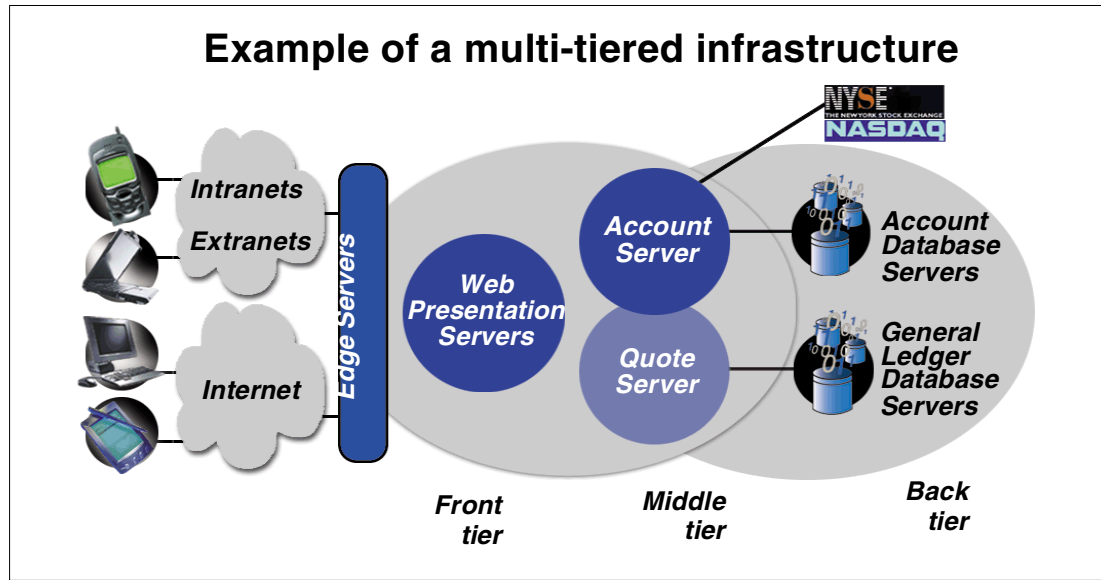 Example of a multi-tiered infrastructure
NYSE
THE NEW YORK STOCK EXCHANGE
NASDAQ
Intranets
Extranets
Internet
Edge Servers
Web
Presentation
Servers
Account
Server
Quote
Server
Account
Database
Servers
General
Ledger
Database
Servers
Front
tier
Middle
tier
Back
tier